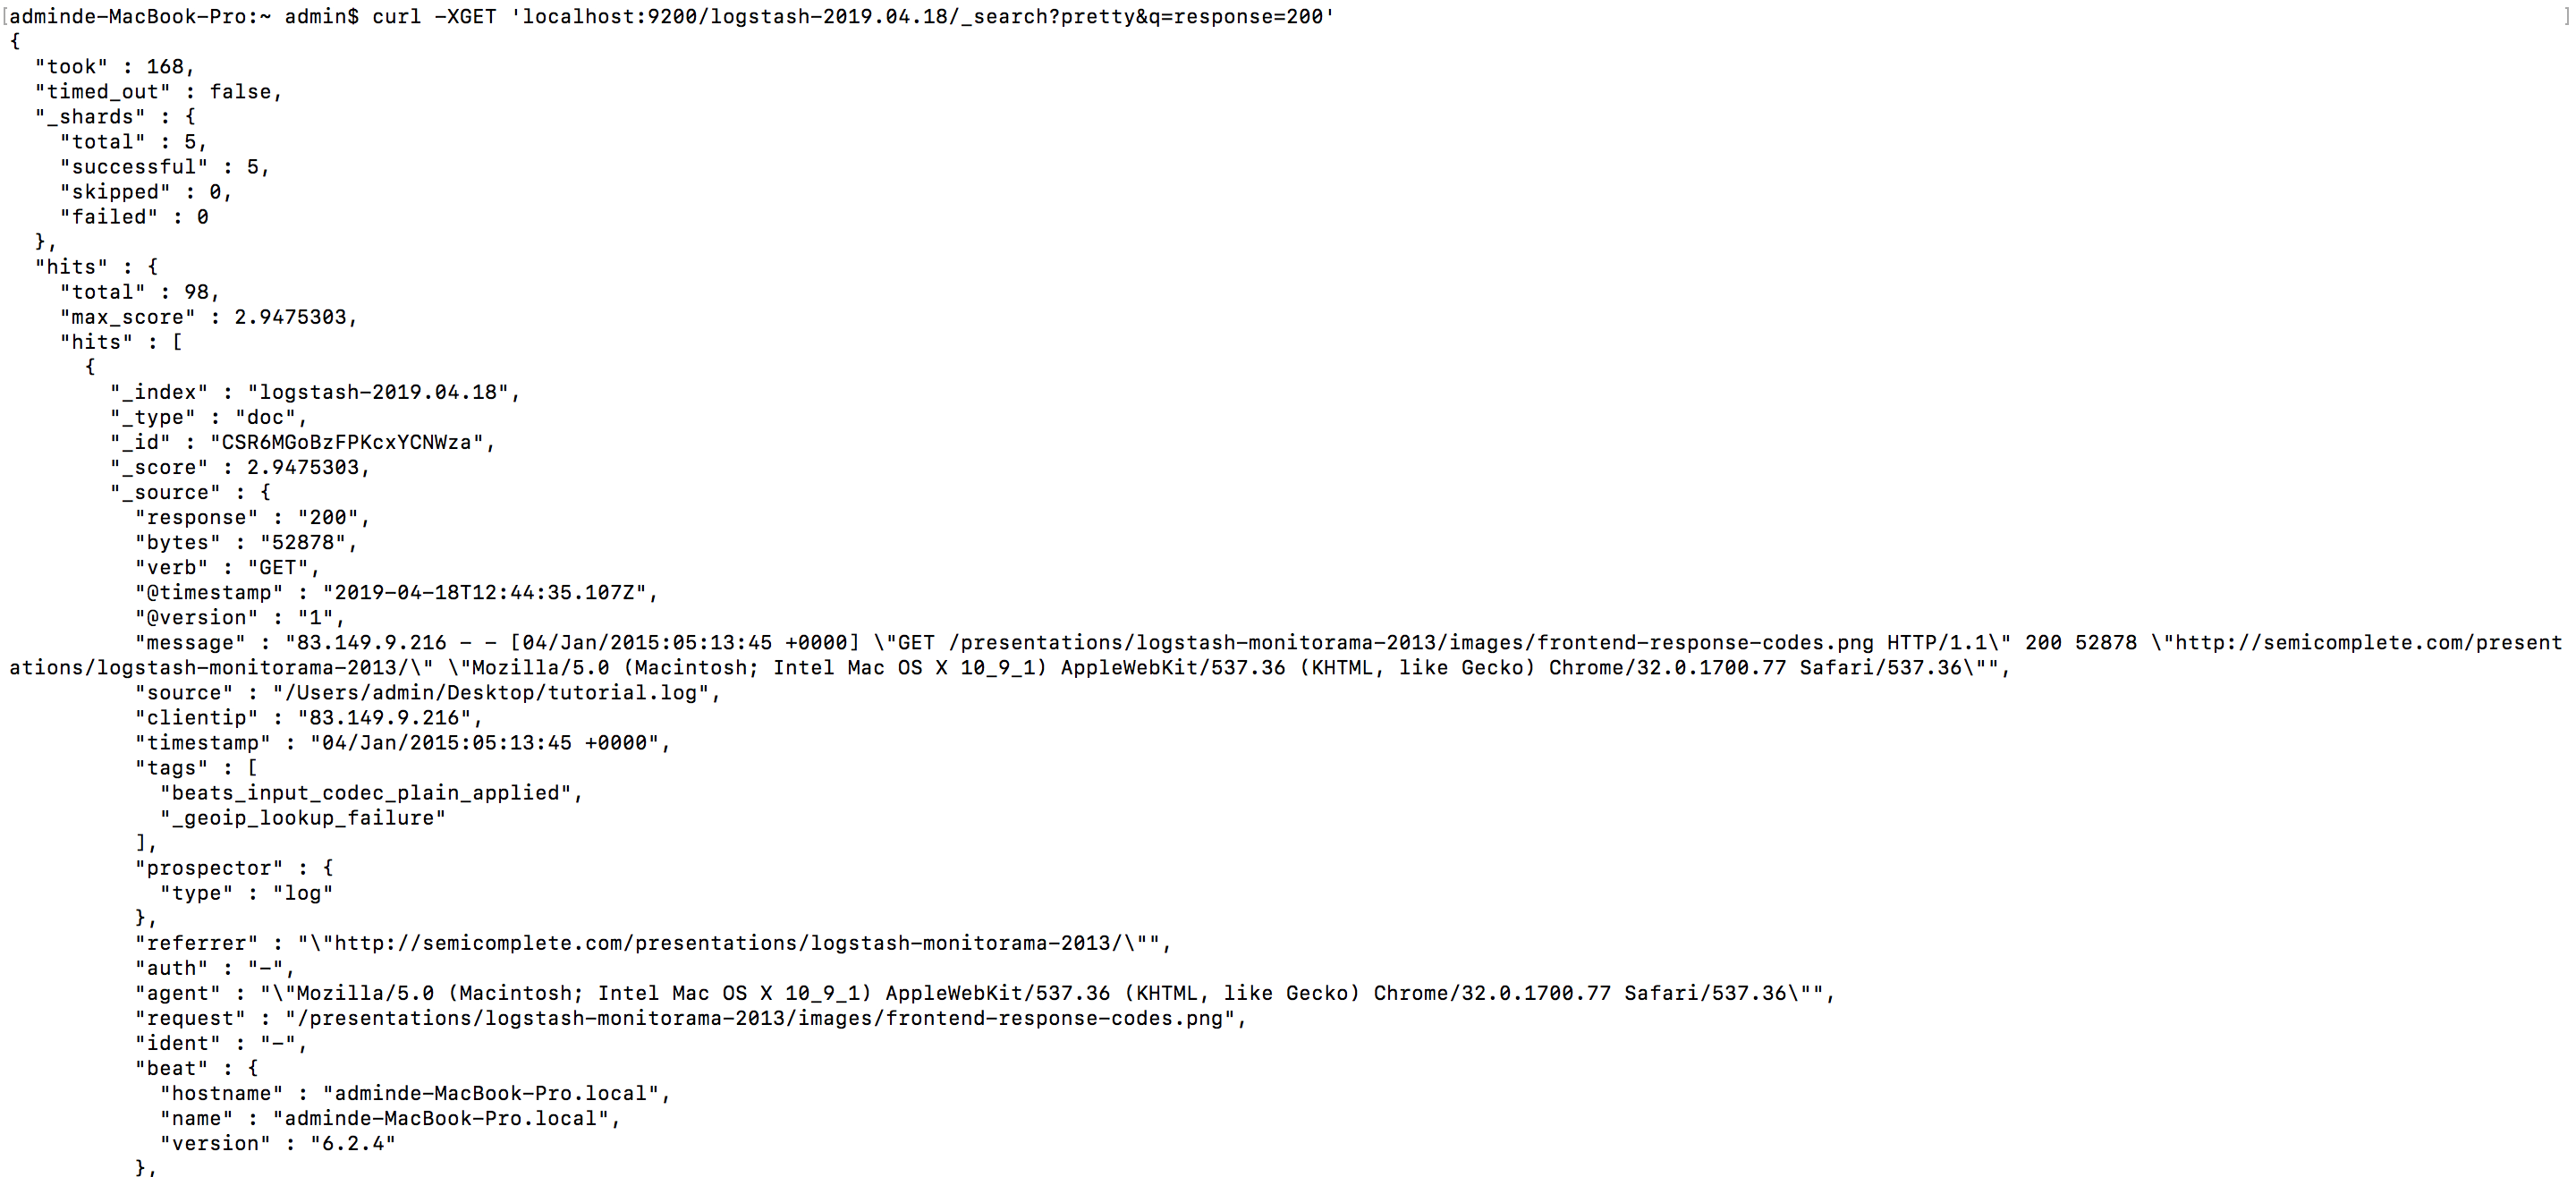 [adminde-MacBook-Pro:~ admin$ curl -XGET 'localhost:9200/logstash-2019.04.18/_search?pretty&q=response=200' ]
{
  "took" : 168,
  "timed_out" : false,
  "_shards" : {
    "total" : 5,
    "successful" : 5,
    "skipped" : 0,
    "failed" : 0
  },
  "hits" : {
    "total" : 98,
    "max_score" : 2.9475303,
    "hits" : [
      {
        "_index" : "logstash-2019.04.18",
        "_type" : "doc",
        "_id" : "CSR6MGoBzFPKcxYCNWza",
        "_score" : 2.9475303,
        "_source" : {
          "response" : "200",
          "bytes" : "52878",
          "verb" : "GET",
          "@timestamp" : "2019-04-18T12:44:35.107Z",
          "@version" : "1",
          "message" : "83.149.9.216 - - [04/Jan/2015:05:13:45 +0000] \"GET /presentations/logstash-monitorama-2013/images/frontend-response-codes.png HTTP/1.1\" 200 52878 \"http://semicomplete.com/present
ations/logstash-monitorama-2013/\" \"Mozilla/5.0 (Macintosh; Intel Mac OS X 10_9_1) AppleWebKit/537.36 (KHTML, like Gecko) Chrome/32.0.1700.77 Safari/537.36\"",
          "source" : "/Users/admin/Desktop/tutorial.log",
          "clientip" : "83.149.9.216",
          "timestamp" : "04/Jan/2015:05:13:45 +0000",
          "tags" : [
            "beats_input_codec_plain_applied",
            "_geoip_lookup_failure"
          ],
          "prospector" : {
            "type" : "log"
          },
          "referrer" : "\"http://semicomplete.com/presentations/logstash-monitorama-2013/\"",
          "auth" : "-",
          "agent" : "\"Mozilla/5.0 (Macintosh; Intel Mac OS X 10_9_1) AppleWebKit/537.36 (KHTML, like Gecko) Chrome/32.0.1700.77 Safari/537.36\"",
          "request" : "/presentations/logstash-monitorama-2013/images/frontend-response-codes.png",
          "ident" : "-",
          "beat" : {
            "hostname" : "adminde-MacBook-Pro.local",
            "name" : "adminde-MacBook-Pro.local",
            "version" : "6.2.4"
          },